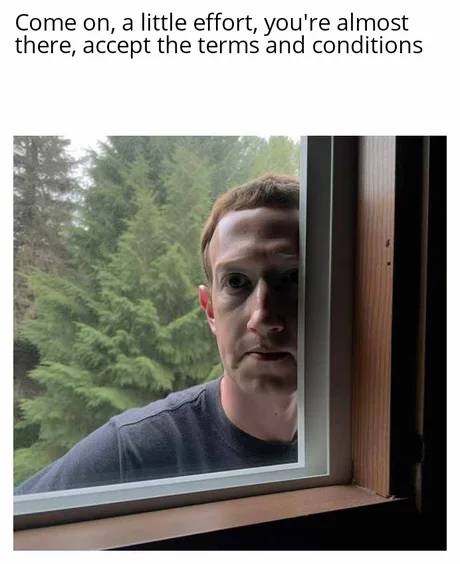 Come on, a little effort, you're almost
there, accept the terms and conditions